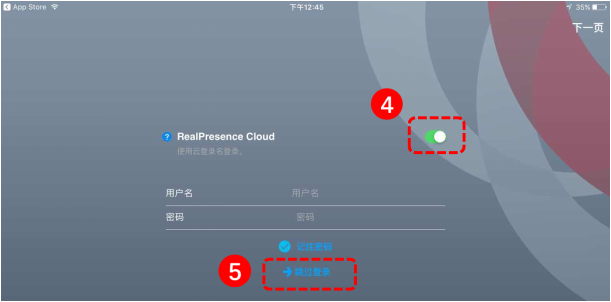 App Store
下午12:45
35%
下一页
4
RealPresence Cloud
使用云登录名登录。
用户名 用户名
密码 密码
记住密码
5 跳过登录